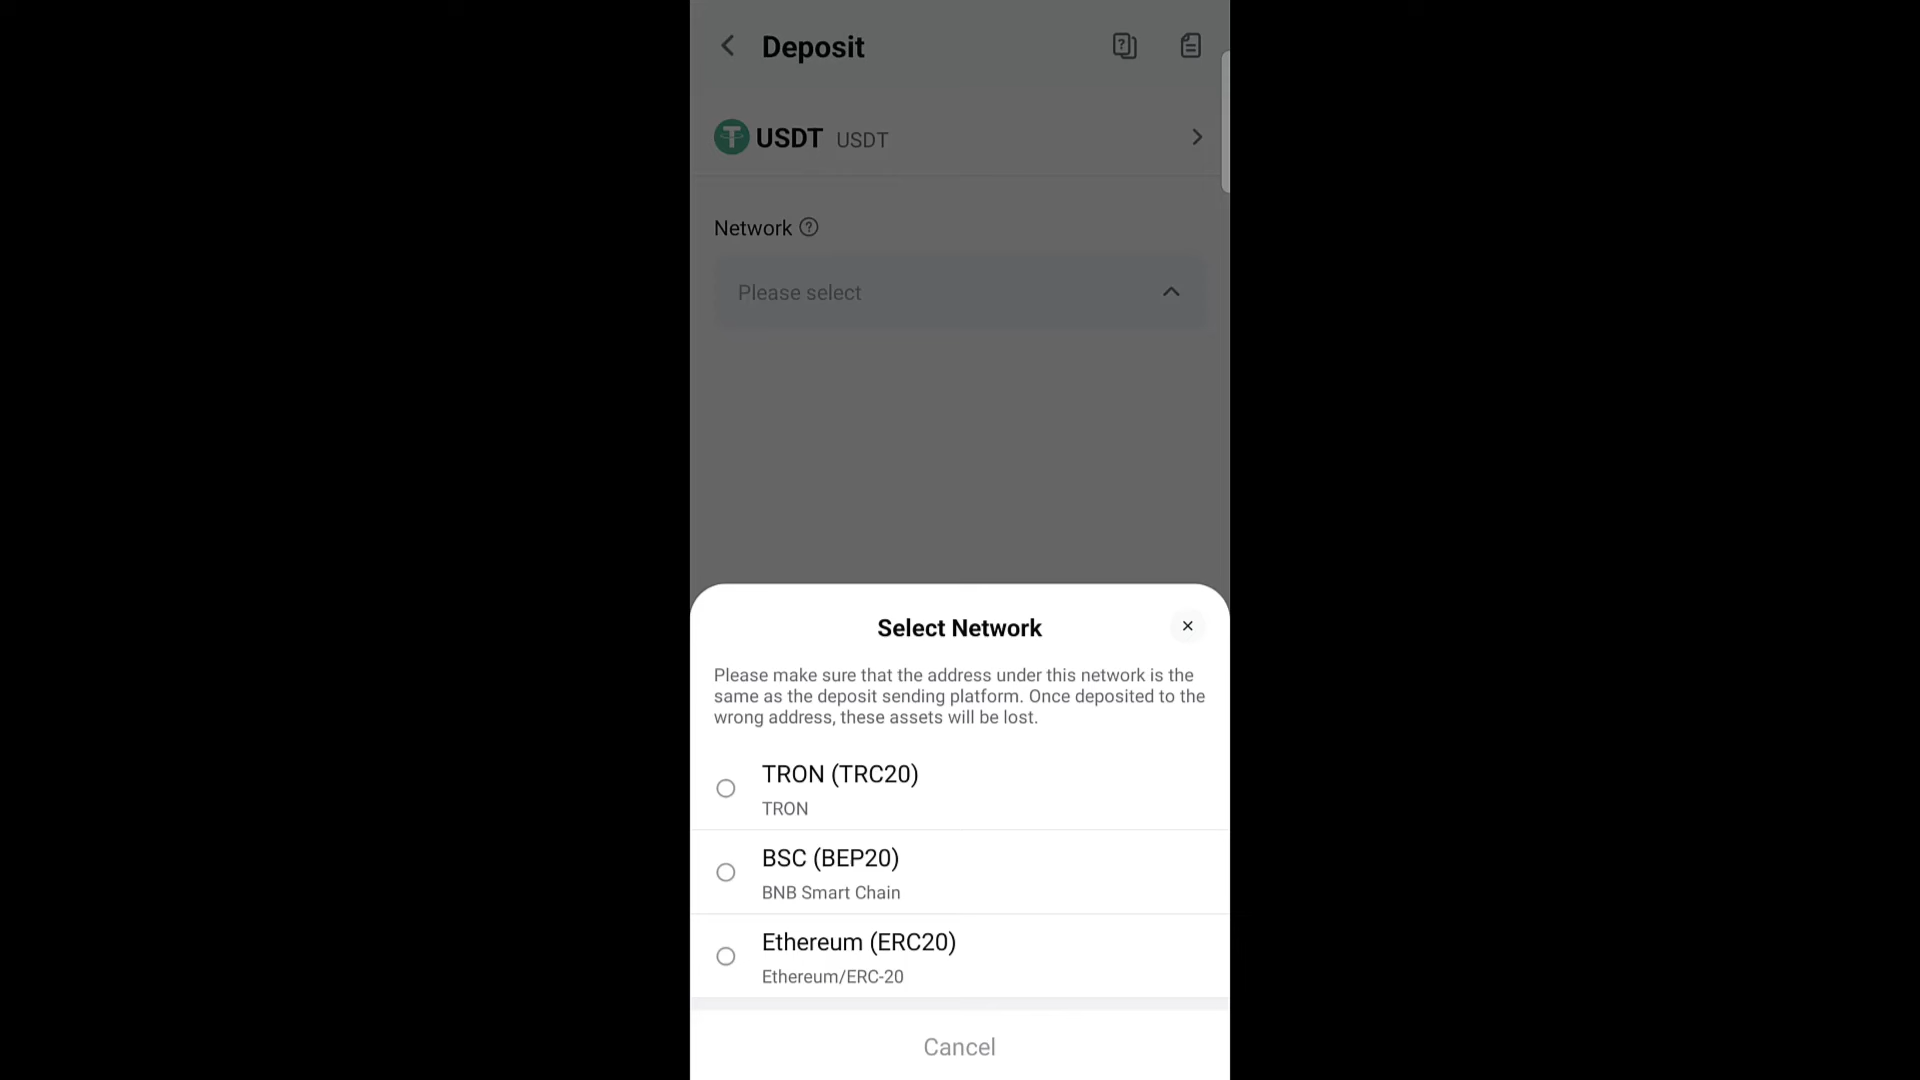 Deposit
USDT USDT
Network
Please select
Select Network
Please make sure that the address under this network is the
same as the deposit sending platform. Once deposited to the
wrong address, these assets will be lost.
TRON (TRC20)
TRON
BSC (BEP20)
BNB Smart Chain
Ethereum (ERC20)
Ethereum/ERC-20
Cancel